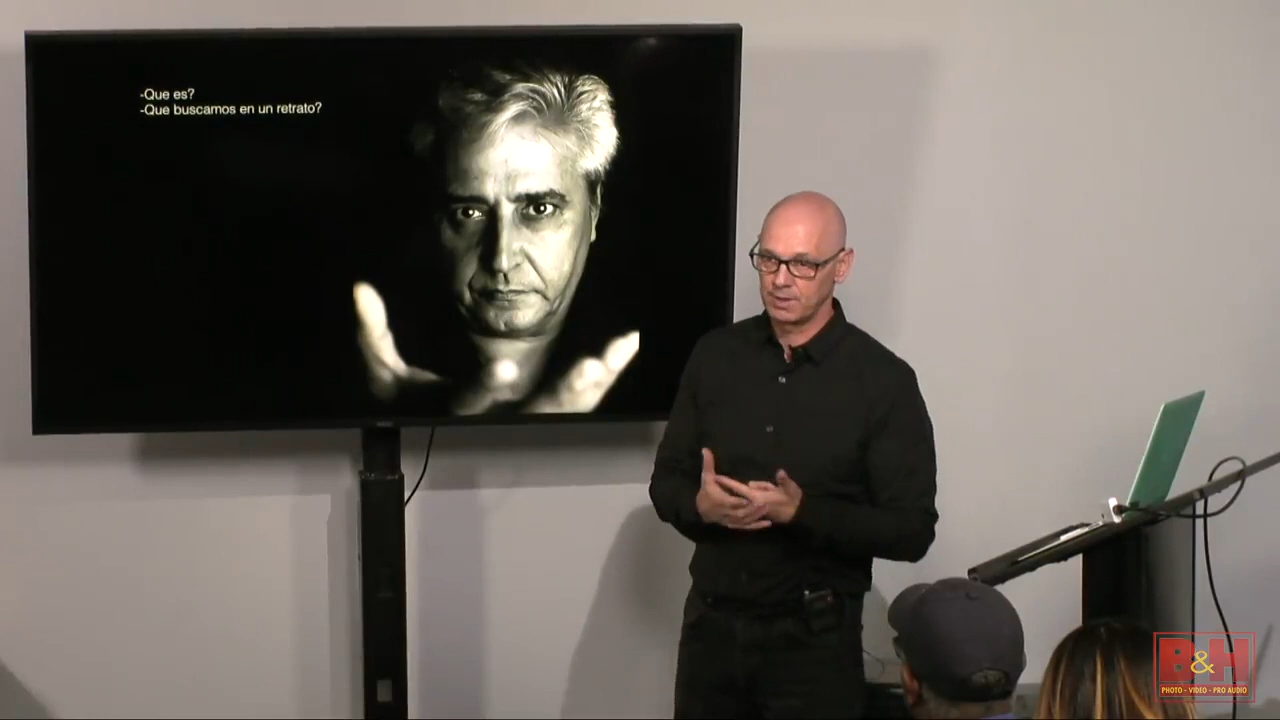 -Que es?
-Que buscamos en un retrato?
B&H
PHOTO - VIDEO - PRO AUDIO